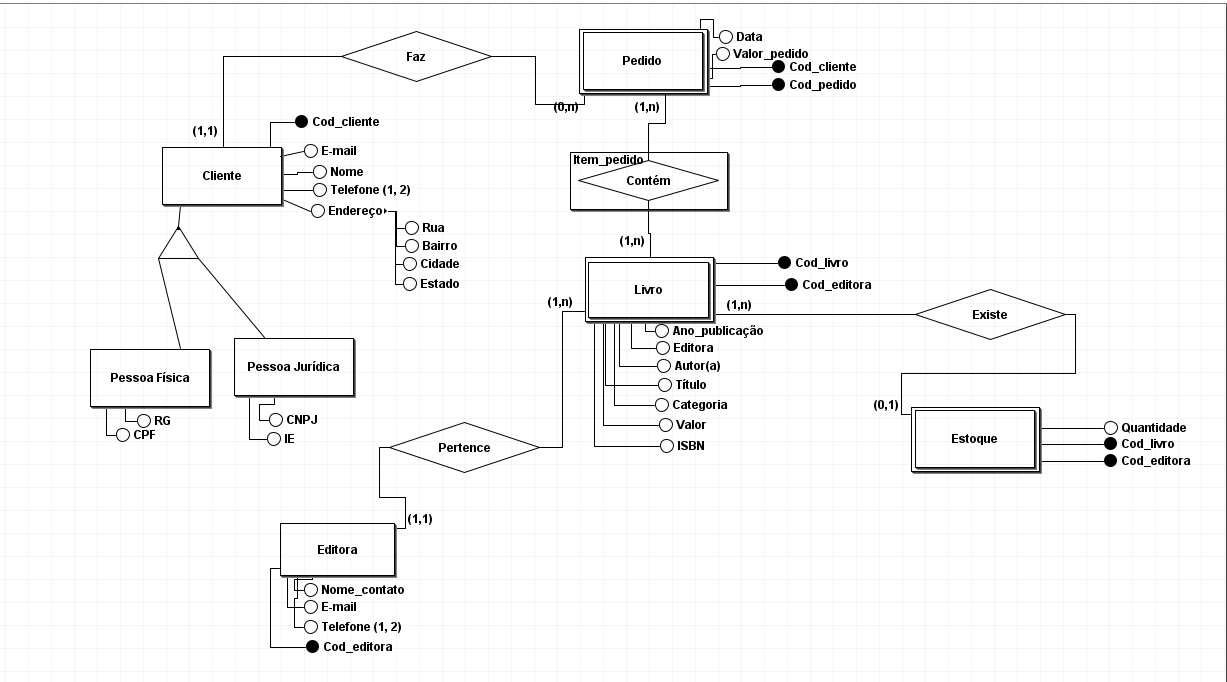 Faz
Pedido
Data
Valor_pedido
Cod_cliente
Cod_pedido
(0,n)
(1,n)
(1,1)
Cod_cliente
E-mail
Nome
Telefone (1, 2)
Endereço
Cliente
Rua
Bairro
Cidade
Estado
Item_pedido
Contém
(1,n)
Livro
Cod_livro
Cod_editora
(1,n)
(1,n)
Existe
Ano_publicação
Editora
Autor(a)
Título
Categoria
Valor
ISBN
Pessoa Física
RG
CPF
Pessoa Jurídica
CNPJ
IE
(0,1)
Estoque
Quantidade
Cod_livro
Cod_editora
Pertence
(1,1)
Editora
Nome_contato
E-mail
Telefone (1, 2)
Cod_editora